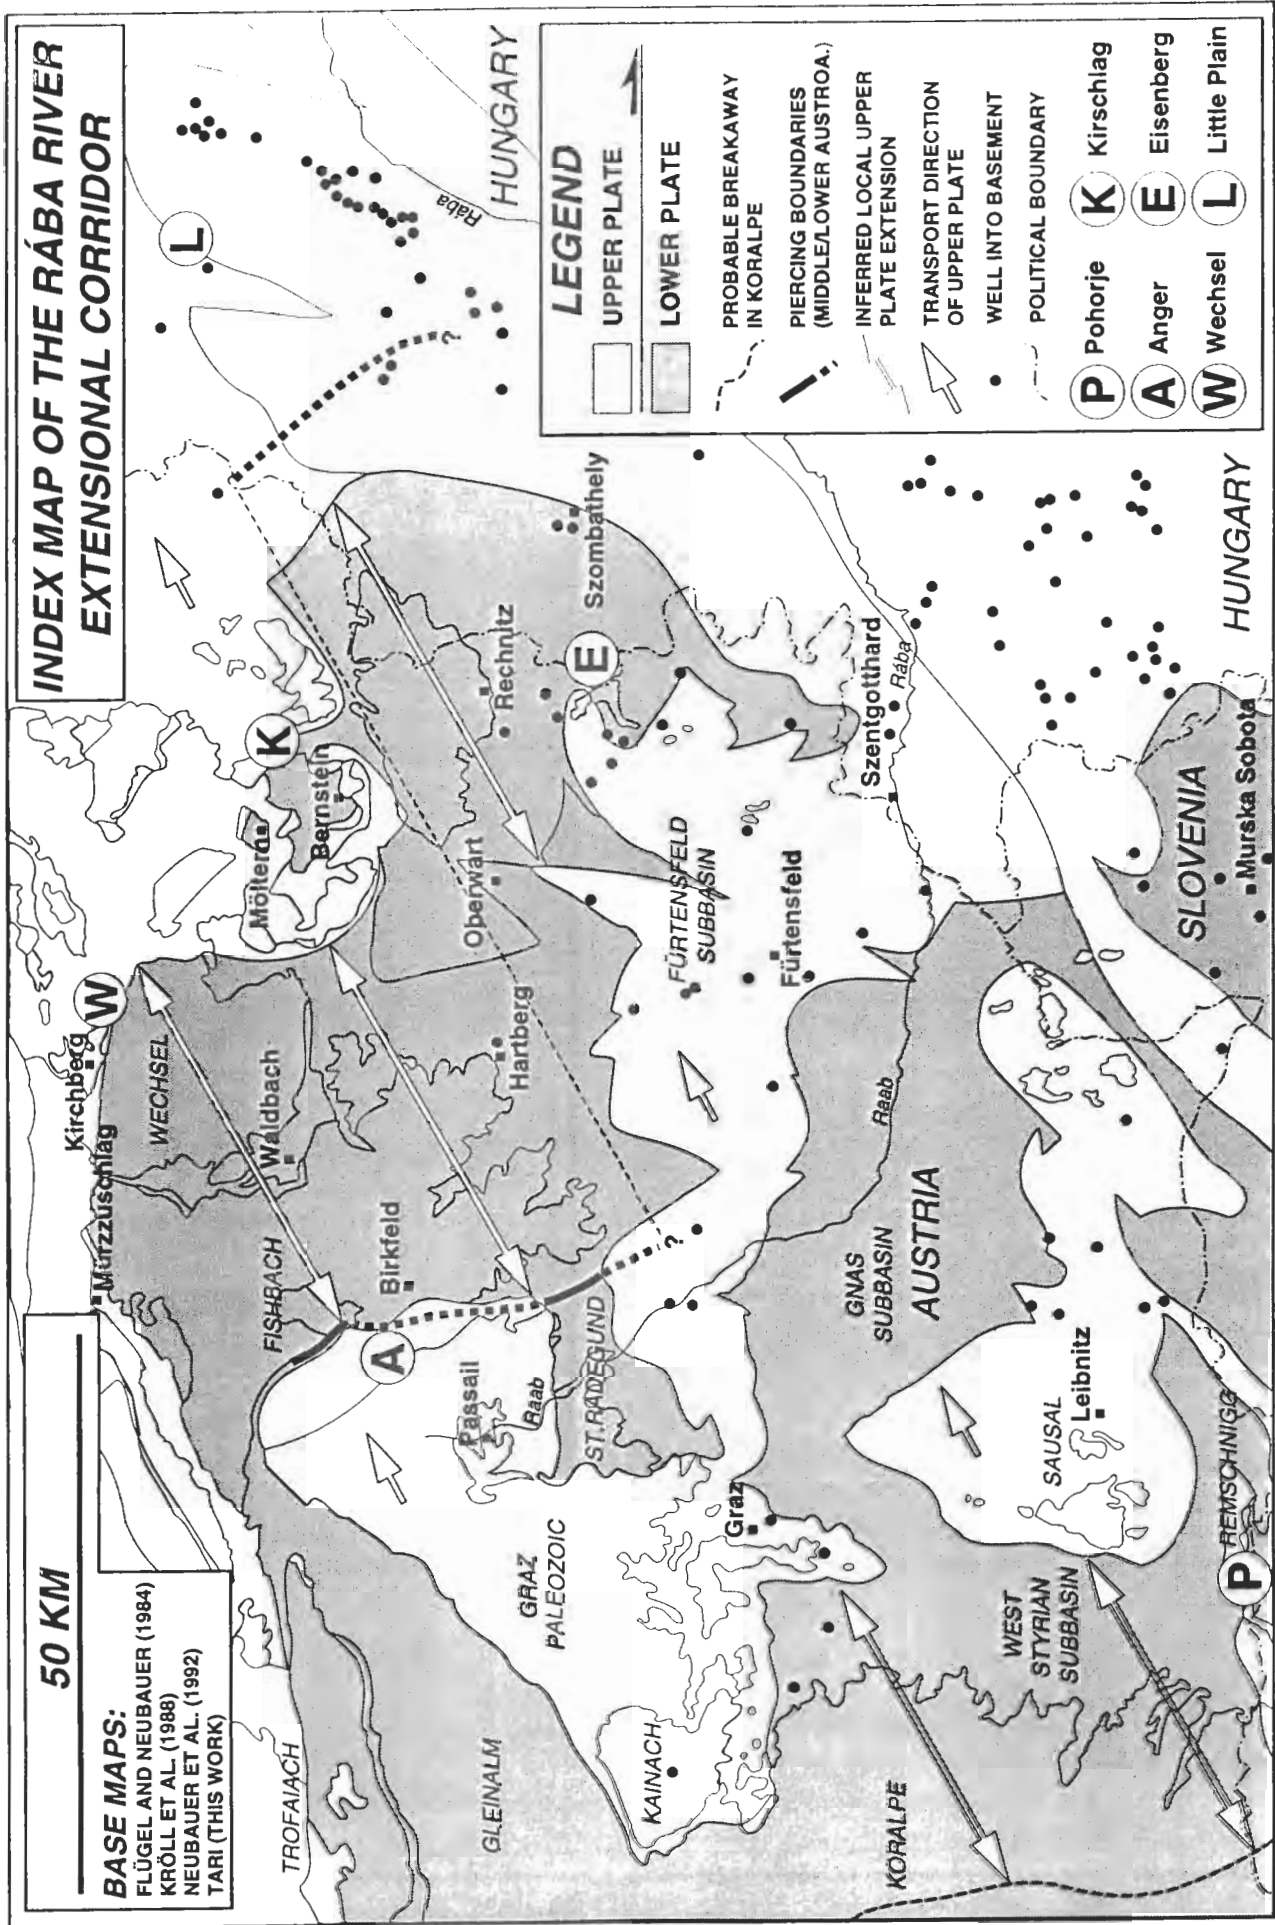 INDEX MAP OF THE RÁBA RIVER
EXTENSIONAL CORRIDOR
50 KM
BASE MAPS:
FLÜGEL AND NEUBAUER (1984)
KRÖLL ET AL. (1988)
NEUBAUER ET AL. (1992)
TARI (THIS WORK)
TROFAIACH
GLEINALM
KAINACH
KORALPE
GRAZ
PALEOZOIC
Graz
WEST
STYRIAN
SUBBASIN
P
REMSCHNIGG
SAUSAL
Leibnitz
Passail
Raab
ST.RADEGUND
A
Birkfeld
FISHBACH
Mürzzuschlag
Kirchberg
W
WECHSEL
Waldbach
Hartberg
GNAS
SUBBASIN
AUSTRIA
Raab
Fürtensfeld
FÜRTENSFELD
SUBBASIN
Oberwart
Möltern
Bernstein
K
Rechnitz
E
Szombathely
Szentgotthard
Rába
SLOVENIA
Murska Sobota
HUNGARY
L
Rába
HUNGARY
?
?
LEGEND
UPPER PLATE
LOWER PLATE
PROBABLE BREAKAWAY
IN KORALPE
PIERCING BOUNDARIES
(MIDDLE/LOWER AUSTROA.)
INFERRED LOCAL UPPER
PLATE EXTENSION
TRANSPORT DIRECTION
OF UPPER PLATE
WELL INTO BASEMENT
POLITICAL BOUNDARY
P Pohorje K Kirschlag
A Anger E Eisenberg
W Wechsel L Little Plain